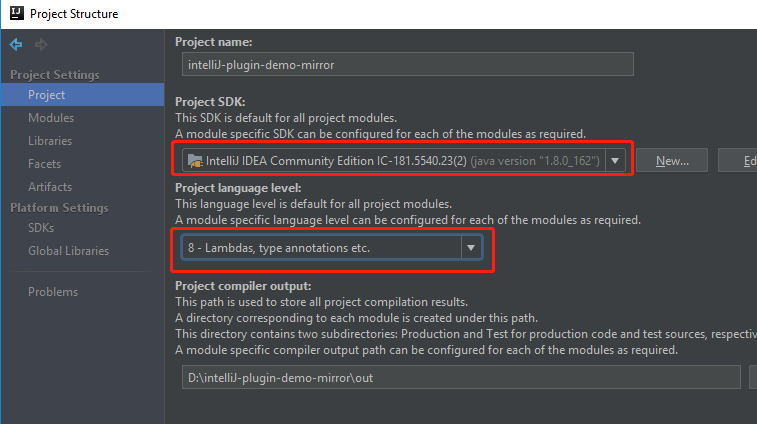 IJ Project Structure
Project Settings
Project
Modules
Libraries
Facets
Artifacts
Platform Settings
SDKs
Global Libraries
Problems
Project name:
intelliJ-plugin-demo-mirror
Project SDK:
This SDK is default for all project modules.
A module specific SDK can be configured for each of the modules as required.
IntelliJ IDEA Community Edition IC-181.5540.23(2) (java version "1.8.0_162") New... Ed
Project language level:
This language level is default for all project modules.
A module specific language level can be configured for each of the modules as required.
8 - Lambdas, type annotations etc.
Project compiler output:
This path is used to store all project compilation results.
A directory corresponding to each module is created under this path.
This directory contains two subdirectories: Production and Test for production code and test sources, respectiv
A module specific compiler output path can be configured for each of the modules as required.
D:\intelliJ-plugin-demo-mirror\out